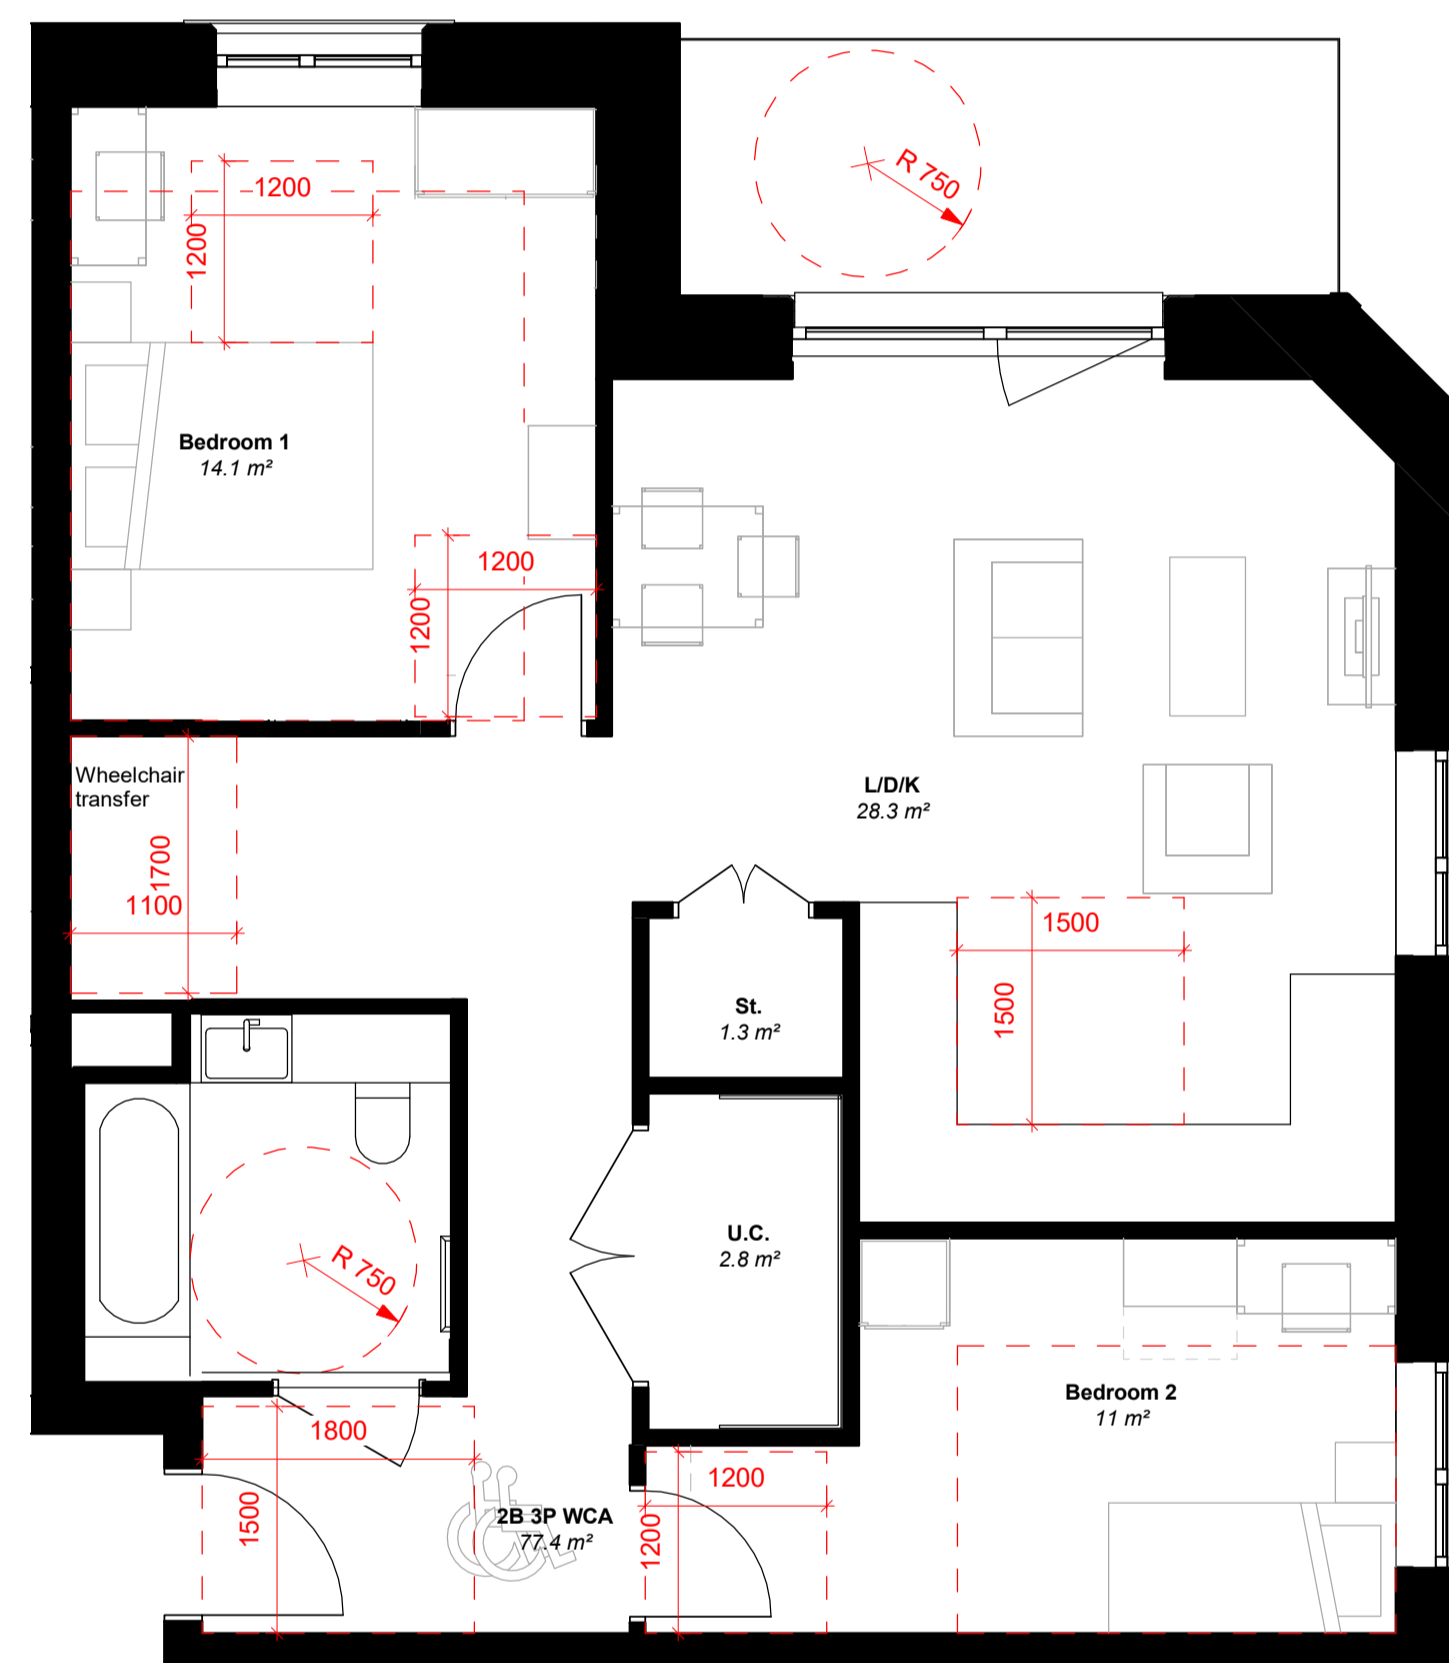 R 750
1200
1200
Bedroom 1
14.1 m²
1200
1200
Wheelchair
transfer
1700
1100
L/D/K
28.3 m²
1500
1500
St.
1.3 m²
U.C.
2.8 m²
R 750
Bedroom 2
11 m²
1800
1500
2B 3P WCA
77.4 m²
1200
1200